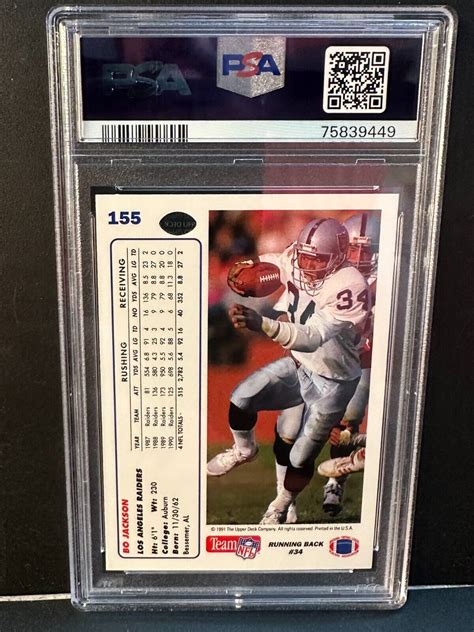 PSA
PSA
75839449
155
UPPER DECK
BO JACKSON
LOS ANGELES RAIDERS
Ht: 6'1" Wt: 230
College: Auburn
Born: 11/30/62
Bessemer, AL
RUSHING RECEIVING
YEAR TEAM ATT YDS AVG LG TD NO YDS AVG LG TD
1987 Raiders 81 554 6.8 91 4 16 136 8.5 23 2
1988 Raiders 136 580 4.3 25 3 9 79 8.8 27 0
1989 Raiders 173 950 5.5 92 4 9 69 7.7 20 0
1990 Raiders 125 698 5.6 88 5 6 68 11.3 18 0
4 NFL TOTALS 515 2,782 5.4 92 16 40 352 8.8 27 2
34
© 1991 The Upper Deck Company. All rights reserved. Printed in the U.S.A.
Team NFL
RUNNING BACK
#34